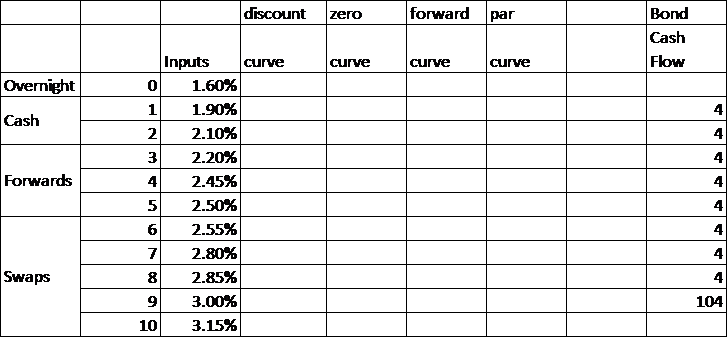 discount zero forward par Bond
Cash
Inputs curve curve curve curve Flow
Overnight 0 1.60%
Cash
1 1.90% 4
2 2.10% 4
3 2.20% 4
Forwards 4 2.45% 4
5 2.50% 4
6 2.55% 4
7 2.80% 4
Swaps 8 2.85% 4
9 3.00% 104
10 3.15%